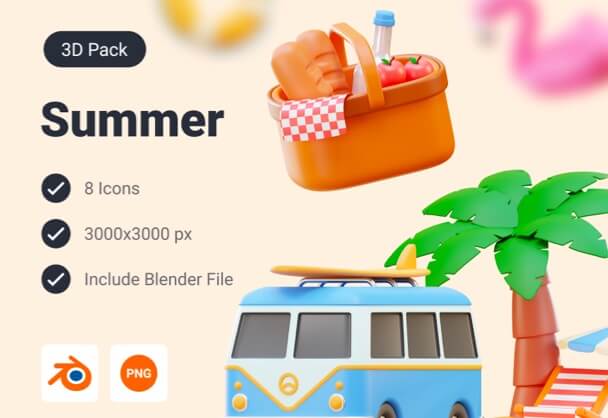 3D Pack
Summer
8 Icons
3000x3000 px
Include Blender File
PNG